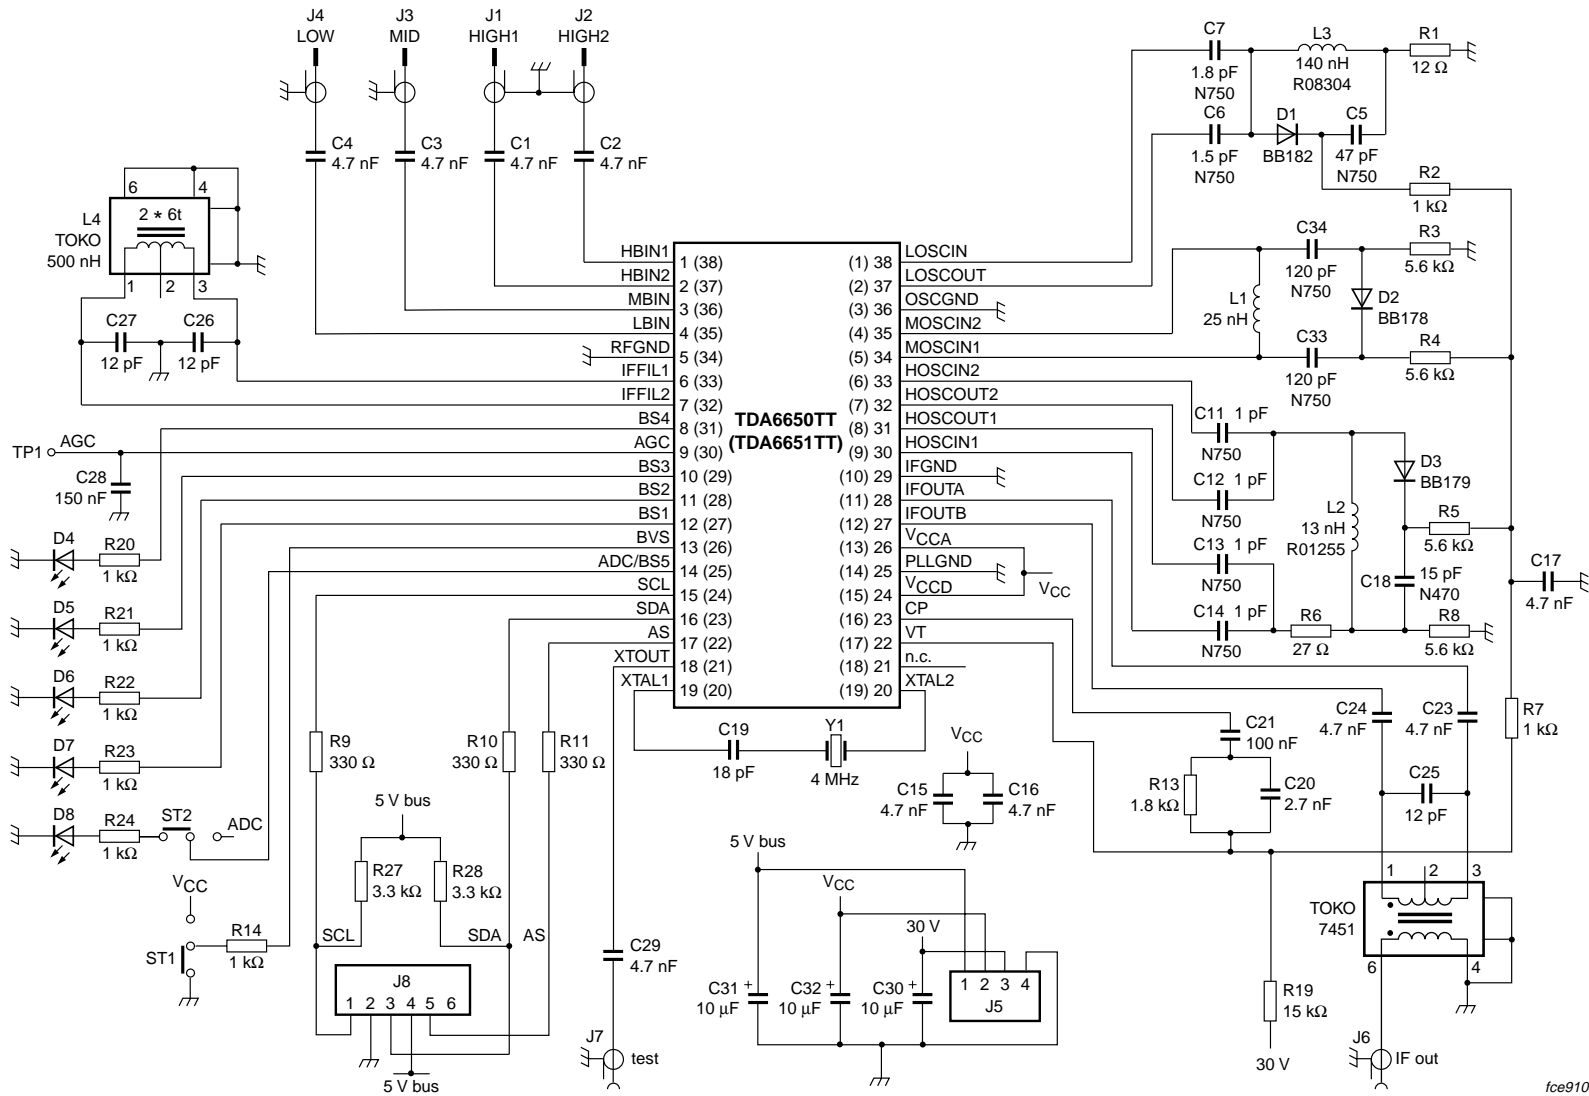 J4
LOW
J3
MID
J1
HIGH1
J2
HIGH2
C4
4.7 nF
C3
4.7 nF
C1
4.7 nF
C2
4.7 nF
C7
1.8 pF
N750
L3
140 nH
R08304
R1
12 Ω
C6
1.5 pF
N750
D1
BB182
C5
47 pF
N750
R2
1 kΩ
6
4
2 * 6t
L4
TOKO
500 nH
1
2
3
C27
12 pF
C26
12 pF
C34
120 pF
N750
R3
5.6 kΩ
L1
25 nH
D2
BB178
C33
120 pF
N750
R4
5.6 kΩ
HBIN1
1 (38)
(1) 38
LOSCIN
HBIN2
2 (37)
(2) 37
LOSCOUT
MBIN
3 (36)
(3) 36
OSCGND
LBIN
4 (35)
(4) 35
MOSCIN2
RFGND
5 (34)
(5) 34
MOSCIN1
IFFIL1
6 (33)
(6) 33
HOSCIN2
IFFIL2
7 (32)
(7) 32
HOSCOUT2
BS4
8 (31)
(8) 31
HOSCOUT1
AGC
9 (30)
(9) 30
HOSCIN1
BS3
10 (29)
(10) 29
IFGND
BS2
11 (28)
(11) 28
IFOUTA
BS1
12 (27)
(12) 27
IFOUTB
BVS
13 (26)
(13) 26
VCCA
ADC/BS5
14 (25)
(14) 25
PLLGND
SCL
15 (24)
(15) 24
VCCD
SDA
16 (23)
(16) 23
CP
AS
17 (22)
(17) 22
VT
XTOUT
18 (21)
(18) 21
n.c.
XTAL1
19 (20)
(19) 20
XTAL2
TDA6650TT
(TDA6651TT)
VCC
TP1
AGC
C28
150 nF
C11 1 pF
N750
C12 1 pF
N750
C13 1 pF
N750
C14 1 pF
N750
L2
13 nH
R01255
D3
BB179
R5
5.6 kΩ
C18
15 pF
N470
C17
4.7 nF
R6
27 Ω
R8
5.6 kΩ
D4
R20
1 kΩ
D5
R21
1 kΩ
D6
R22
1 kΩ
D7
R23
1 kΩ
D8
R24
1 kΩ
ST2
ADC
VCC
ST1
R14
1 kΩ
R9
330 Ω
R10
330 Ω
R11
330 Ω
5 V bus
R27
3.3 kΩ
R28
3.3 kΩ
SCL
SDA
AS
J8
1 2 3 4 5 6
5 V bus
C19
18 pF
Y1
4 MHz
C29
4.7 nF
J7
test
VCC
C15
4.7 nF
C16
4.7 nF
5 V bus
VCC
30 V
C31
+
10 µF
C32
+
10 µF
C30
+
10 µF
1 2 3 4
J5
C21
100 nF
R13
1.8 kΩ
C20
2.7 nF
R19
15 kΩ
30 V
C24
4.7 nF
C23
4.7 nF
R7
1 kΩ
C25
12 pF
1
2
3
TOKO
7451
6
4
J6
IF out
fce910